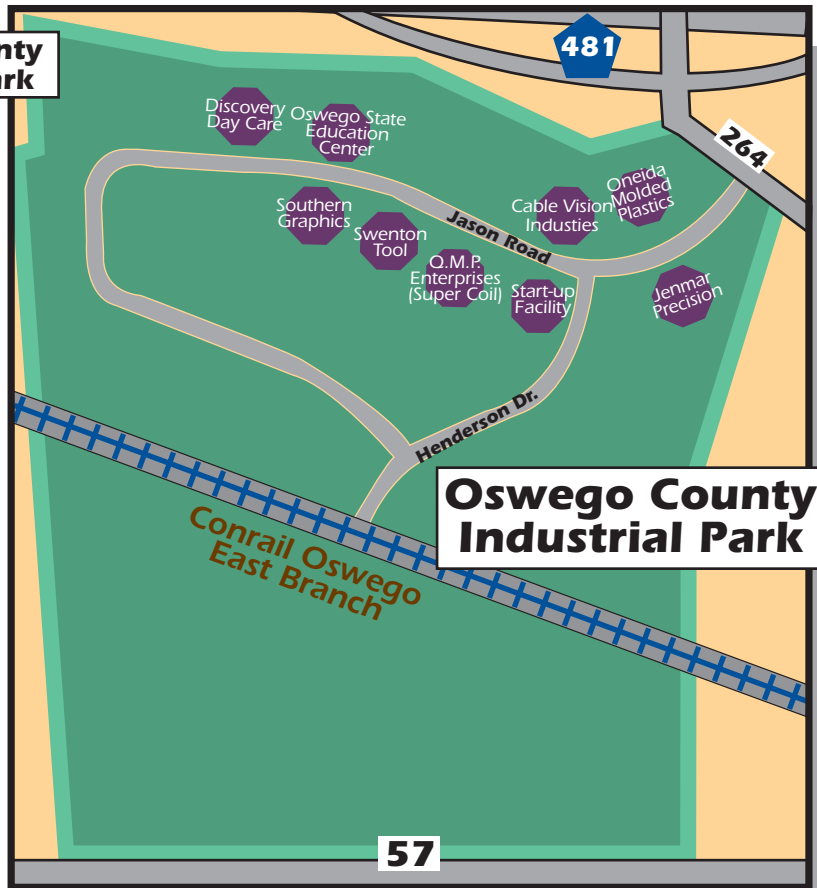 nty
ark
481
264
Discovery
Day Care
Oswego State
Education
Center
Oneida
Molded
Plastics
Southern
Graphics
Cable Vision
Industies
Swenton
Tool
Jason Road
Q.M.P.
Enterprises
(Super Coil)
Start-up
Facility
Jenmar
Precision
Henderson Dr.
Oswego County
Industrial Park
Conrail Oswego
East Branch
57